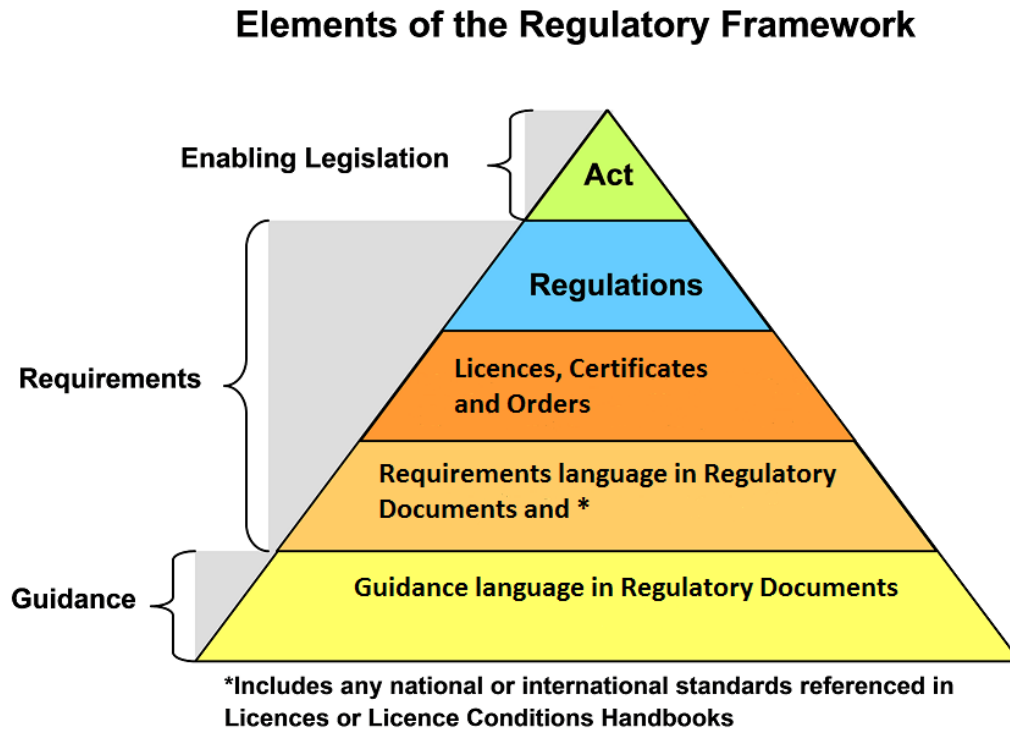 Elements of the Regulatory Framework
Enabling Legislation
Act
Regulations
Requirements
Licences, Certificates
and Orders
Requirements language in Regulatory
Documents and *
Guidance
Guidance language in Regulatory Documents
*Includes any national or international standards referenced in
Licences or Licence Conditions Handbooks